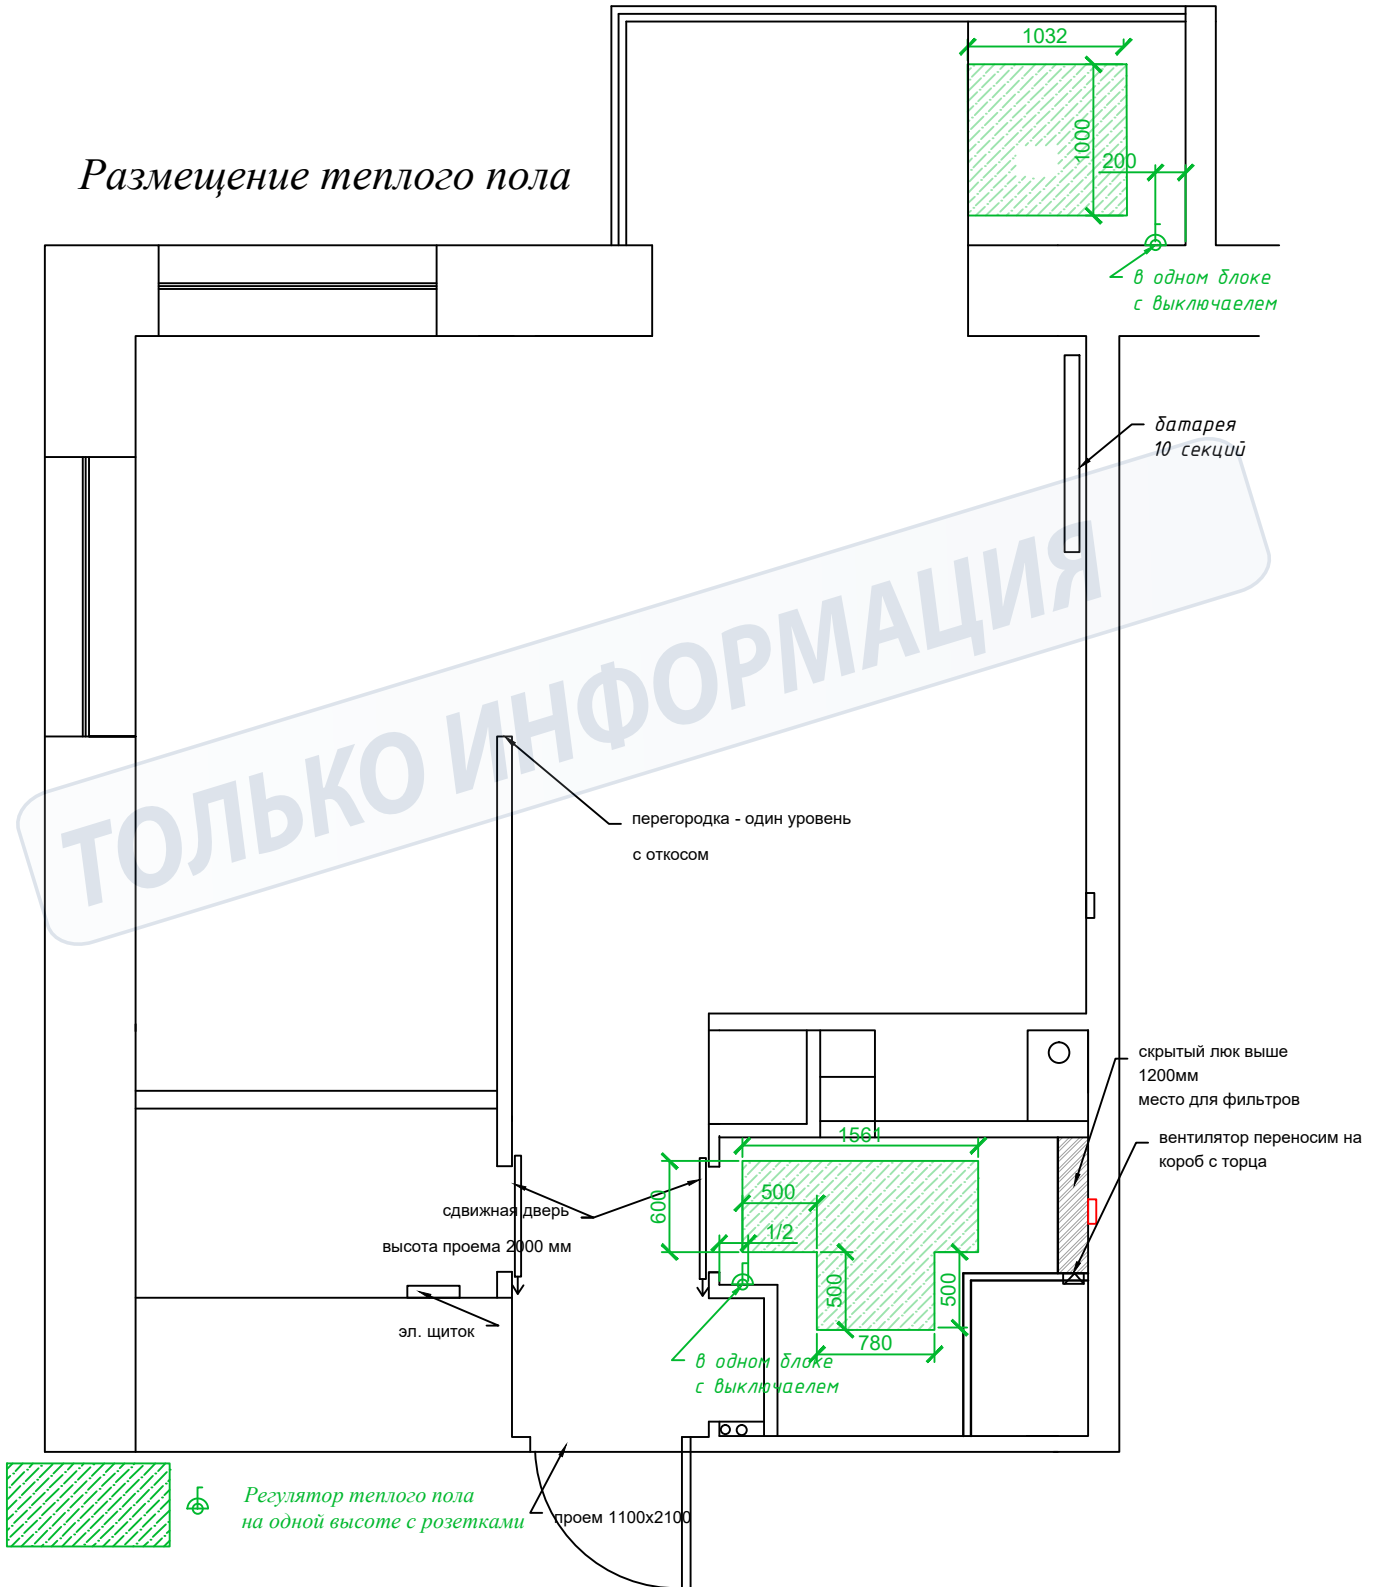 1032
1000
200
Размещение теплого пола
в одном блоке
с выключаелем
батарея
10 секций
ТОЛЬКО ИНФОРМАЦИЯ
перегородка - один уровень
с откосом
скрытый люк выше
1200мм
место для фильтров
вентилятор переносим на
короб с торца
1561
600
500
1/2
сдвижная дверь
высота проема 2000 мм
500
500
780
эл. щиток
в одном блоке
с выключаелем
Регулятор теплого пола
на одной высоте с розетками
проем 1100х2100